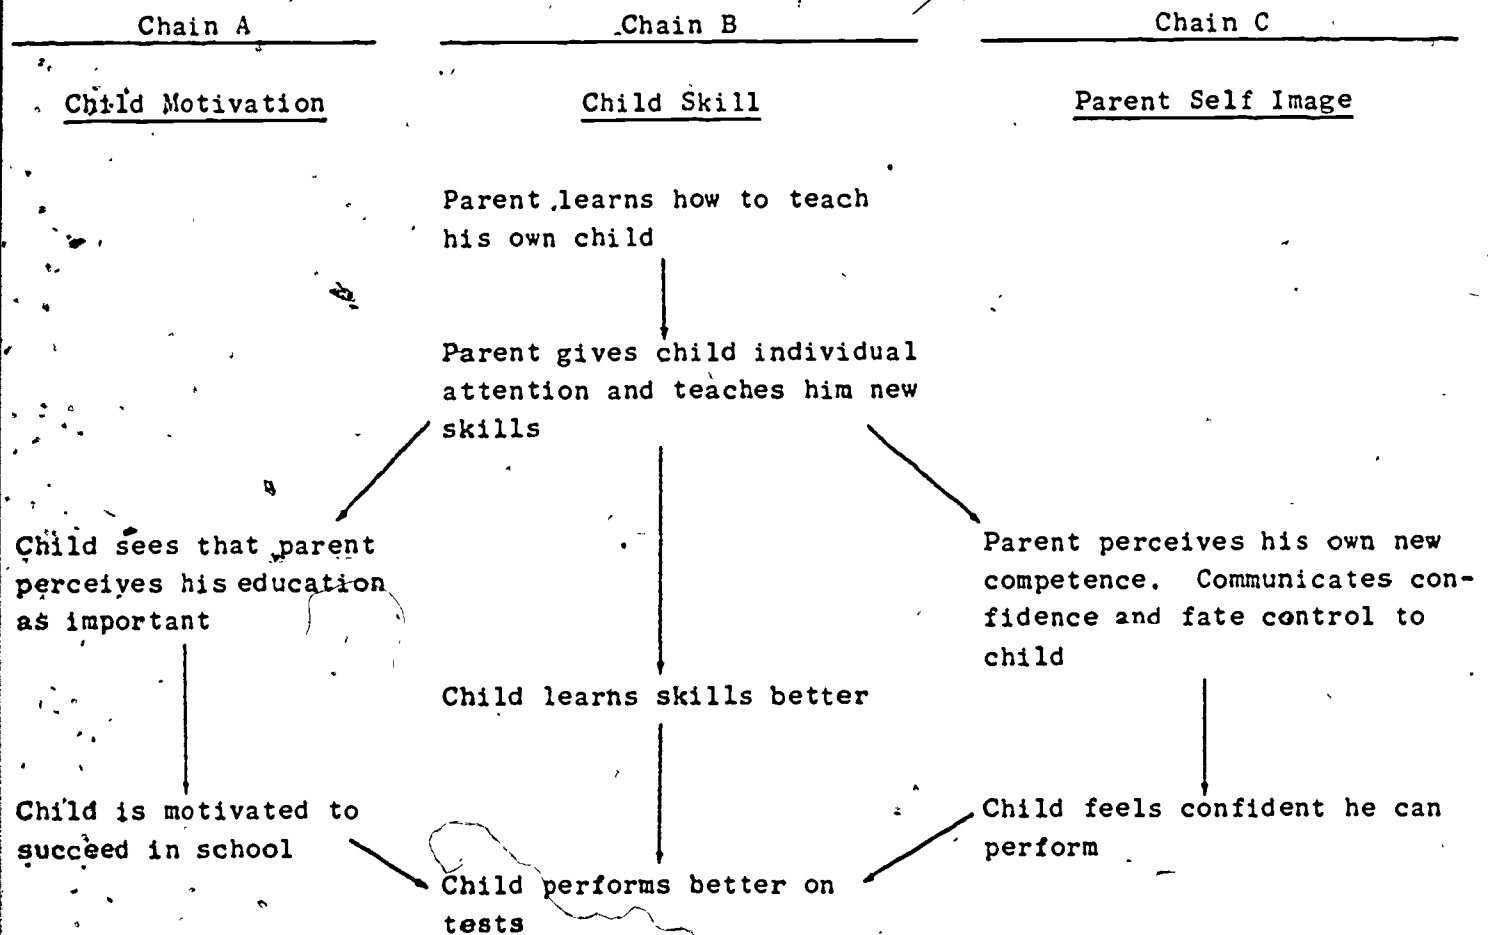 Chain A
Chain B
Chain C
Child Motivation
Child Skill
Parent Self Image
Parent learns how to teach
his own child
Parent gives child individual
attention and teaches him new
skills
Child sees that parent
perceives his education
as important
Parent perceives his own new
competence. Communicates con-
fidence and fate control to
child
Child learns skills better
Child is motivated to
succeed in school
Child feels confident he can
perform
Child performs better on
tests